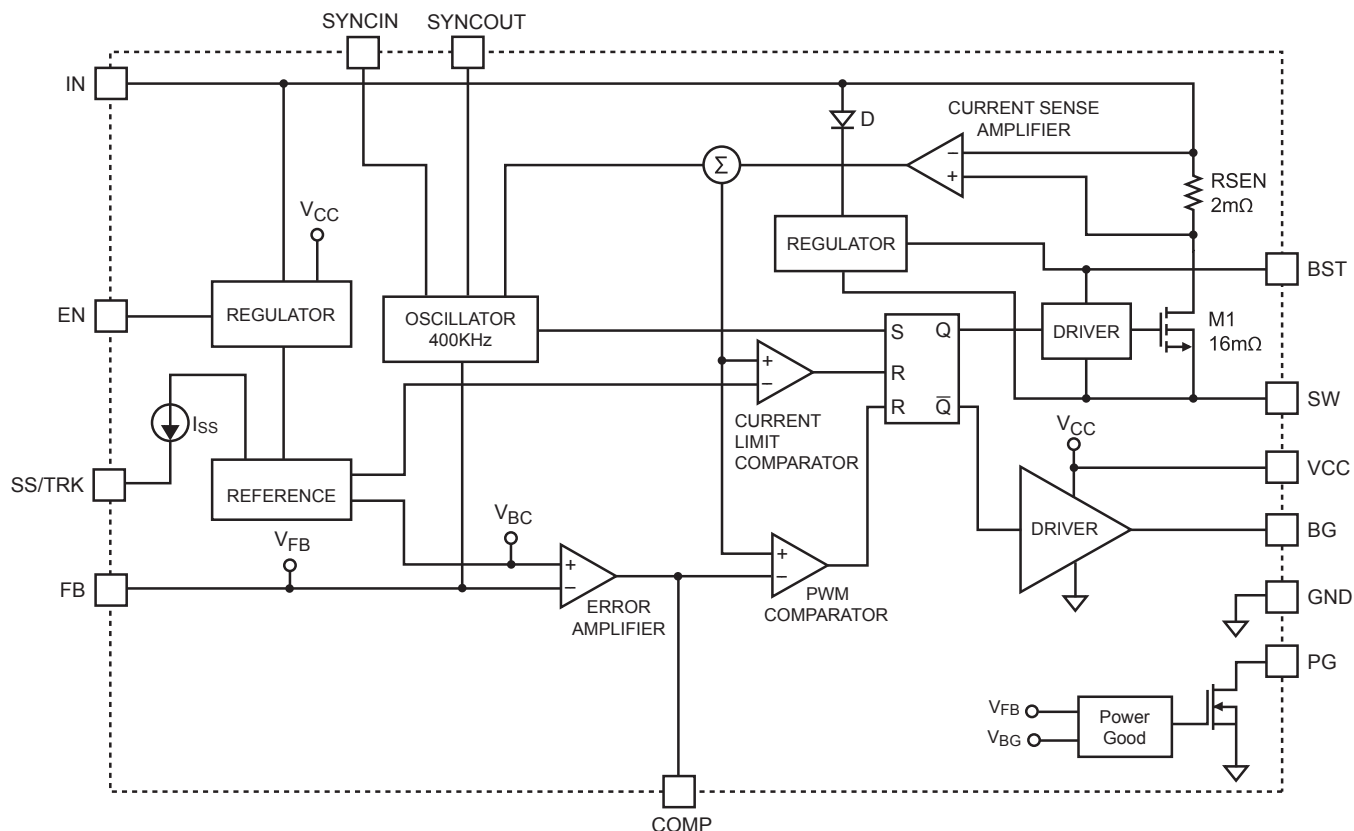 SYNCIN
SYNCOUT
IN
D
CURRENT SENSE
AMPLIFIER
Σ
−
+
RSEN
2mΩ
VCC
REGULATOR
BST
EN
REGULATOR
OSCILLATOR
400KHz
S
Q
DRIVER
M1
16mΩ
+
−
R
ISS
CURRENT
LIMIT
COMPARATOR
R
Q̅
SW
VCC
VCC
SS/TRK
REFERENCE
VBC
DRIVER
BG
VFB
FB
+
−
ERROR
AMPLIFIER
+
−
PWM
COMPARATOR
GND
PG
VFB
VBG
Power
Good
COMP